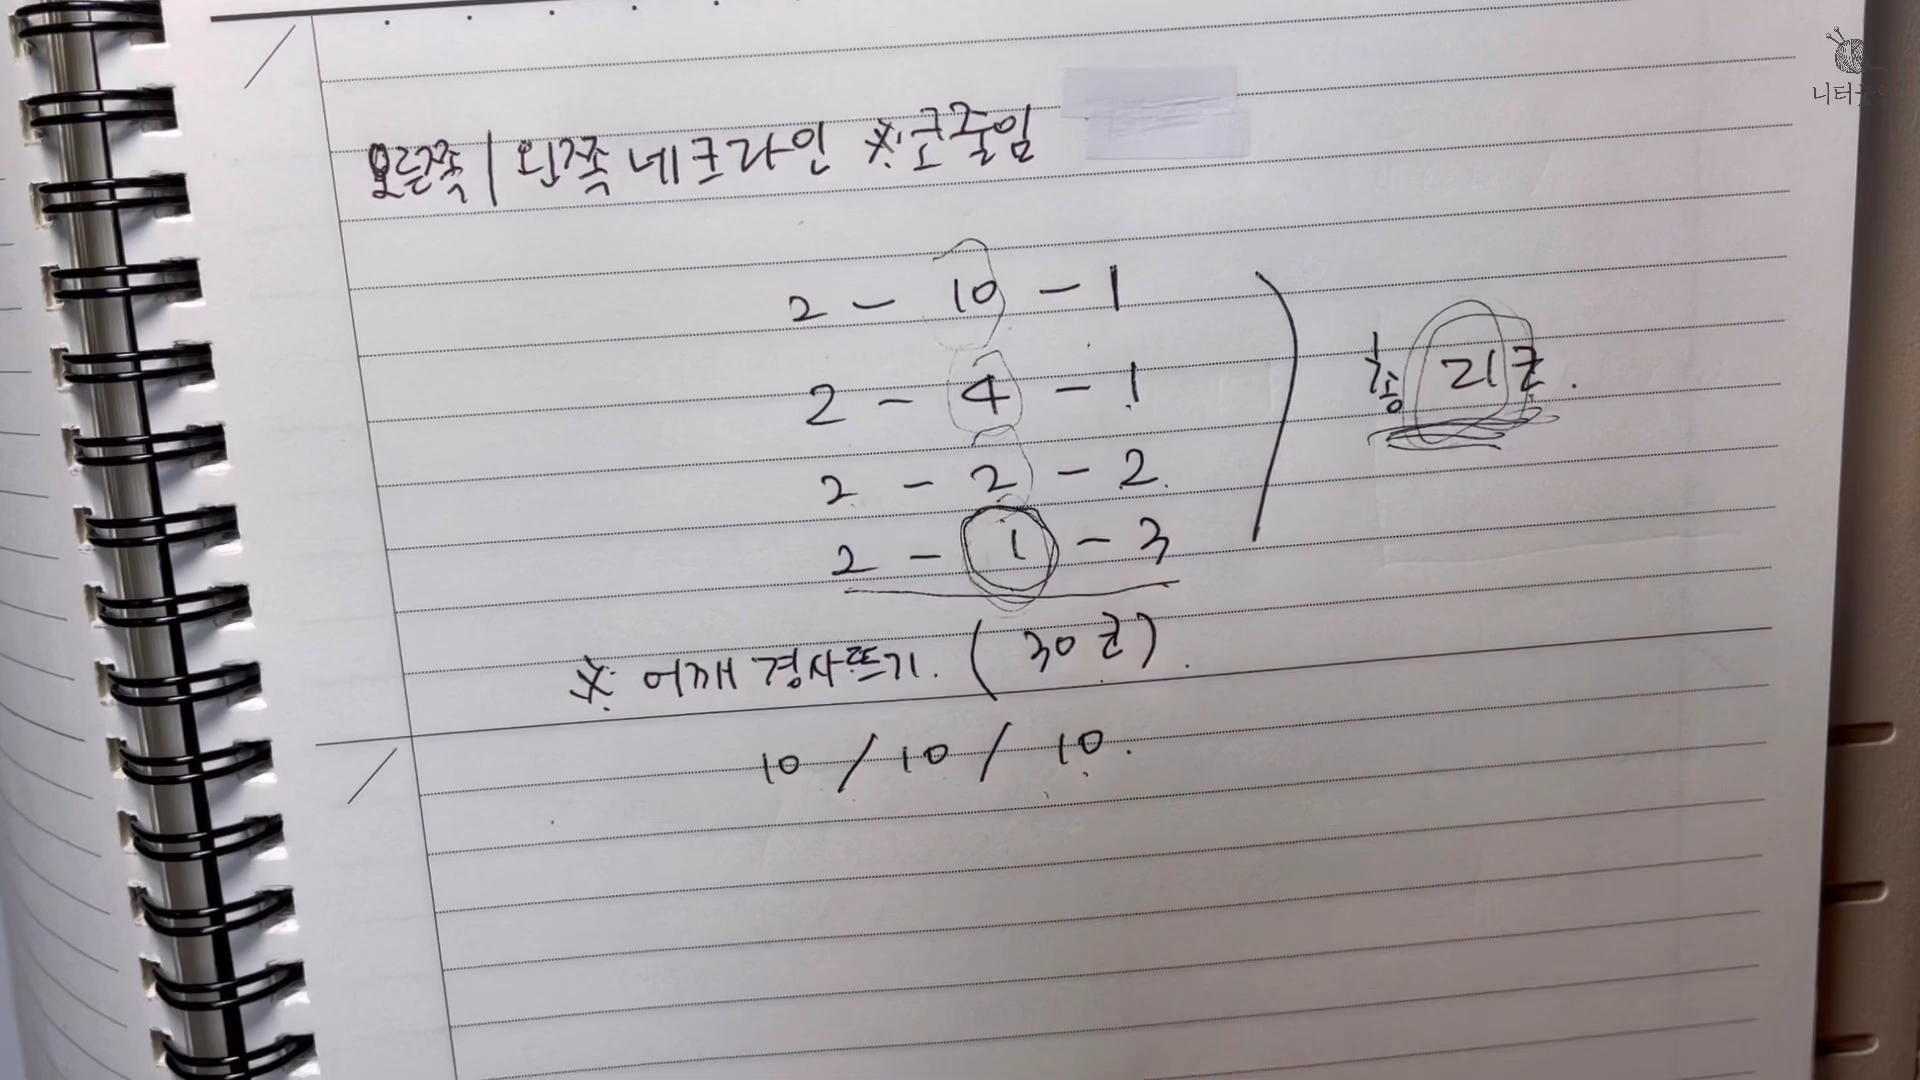 오른쪽 / 왼쪽 네크라인 ※코줄임
2 - 10 - 1
2 - 4 - 1
2 - 2 - 2
2 - 1 - 3
총 21코.
※ 어깨 경사뜨기. (30코).
10 / 10 / 10.